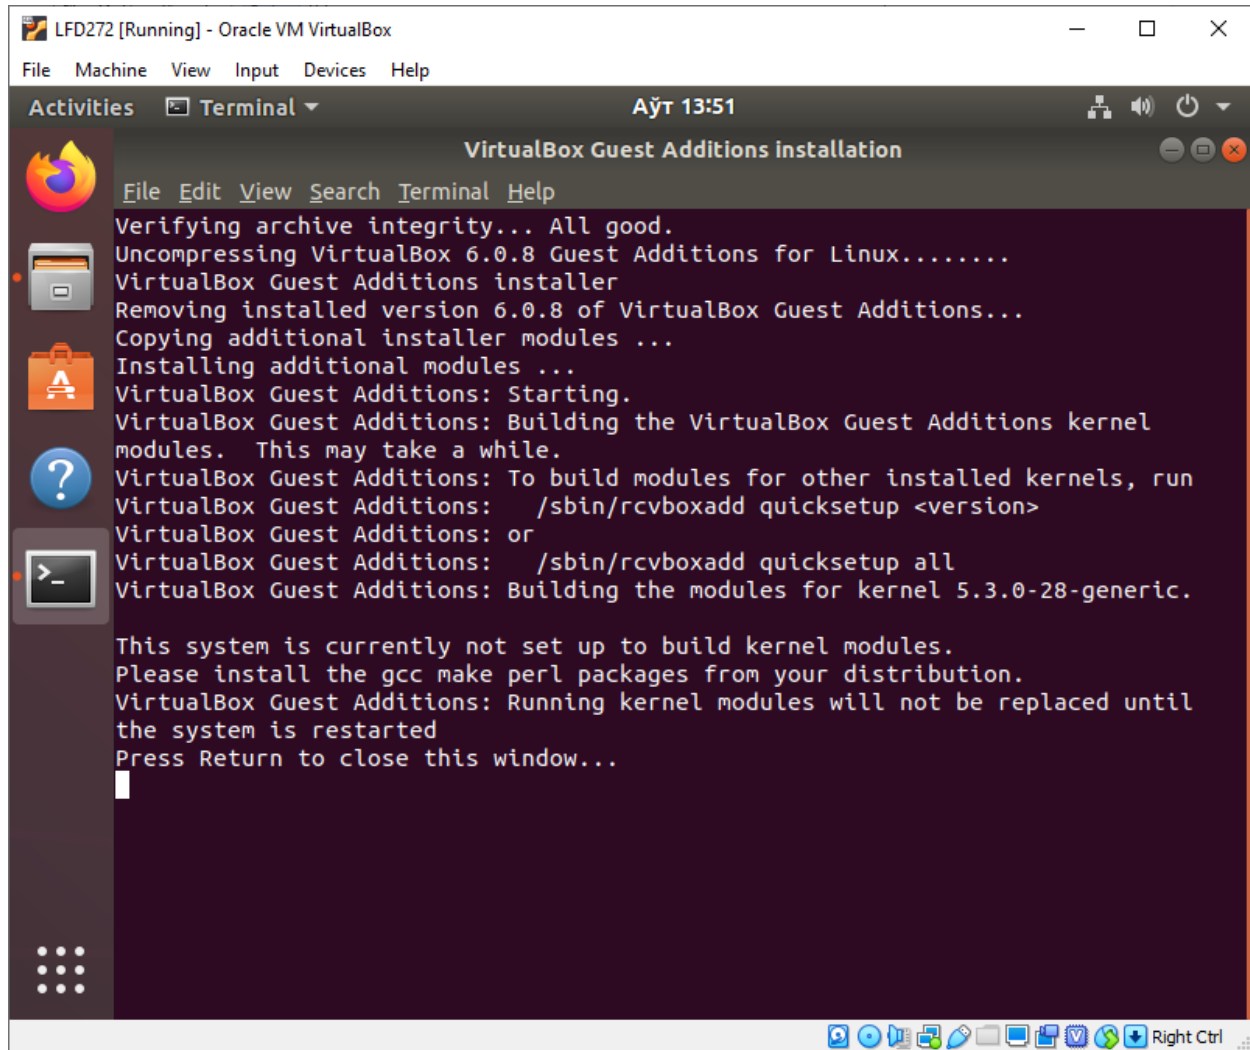 LFD272 [Running] - Oracle VM VirtualBox
File Machine View Input Devices Help
Activities Terminal Аўт 13:51
VirtualBox Guest Additions installation
File Edit View Search Terminal Help
Verifying archive integrity... All good.
Uncompressing VirtualBox 6.0.8 Guest Additions for Linux........
VirtualBox Guest Additions installer
Removing installed version 6.0.8 of VirtualBox Guest Additions...
Copying additional installer modules ...
Installing additional modules ...
VirtualBox Guest Additions: Starting.
VirtualBox Guest Additions: Building the VirtualBox Guest Additions kernel
modules.  This may take a while.
VirtualBox Guest Additions: To build modules for other installed kernels, run
VirtualBox Guest Additions:   /sbin/rcvboxadd quicksetup <version>
VirtualBox Guest Additions: or
VirtualBox Guest Additions:   /sbin/rcvboxadd quicksetup all
VirtualBox Guest Additions: Building the modules for kernel 5.3.0-28-generic.
This system is currently not set up to build kernel modules.
Please install the gcc make perl packages from your distribution.
VirtualBox Guest Additions: Running kernel modules will not be replaced until
the system is restarted
Press Return to close this window...
Right Ctrl